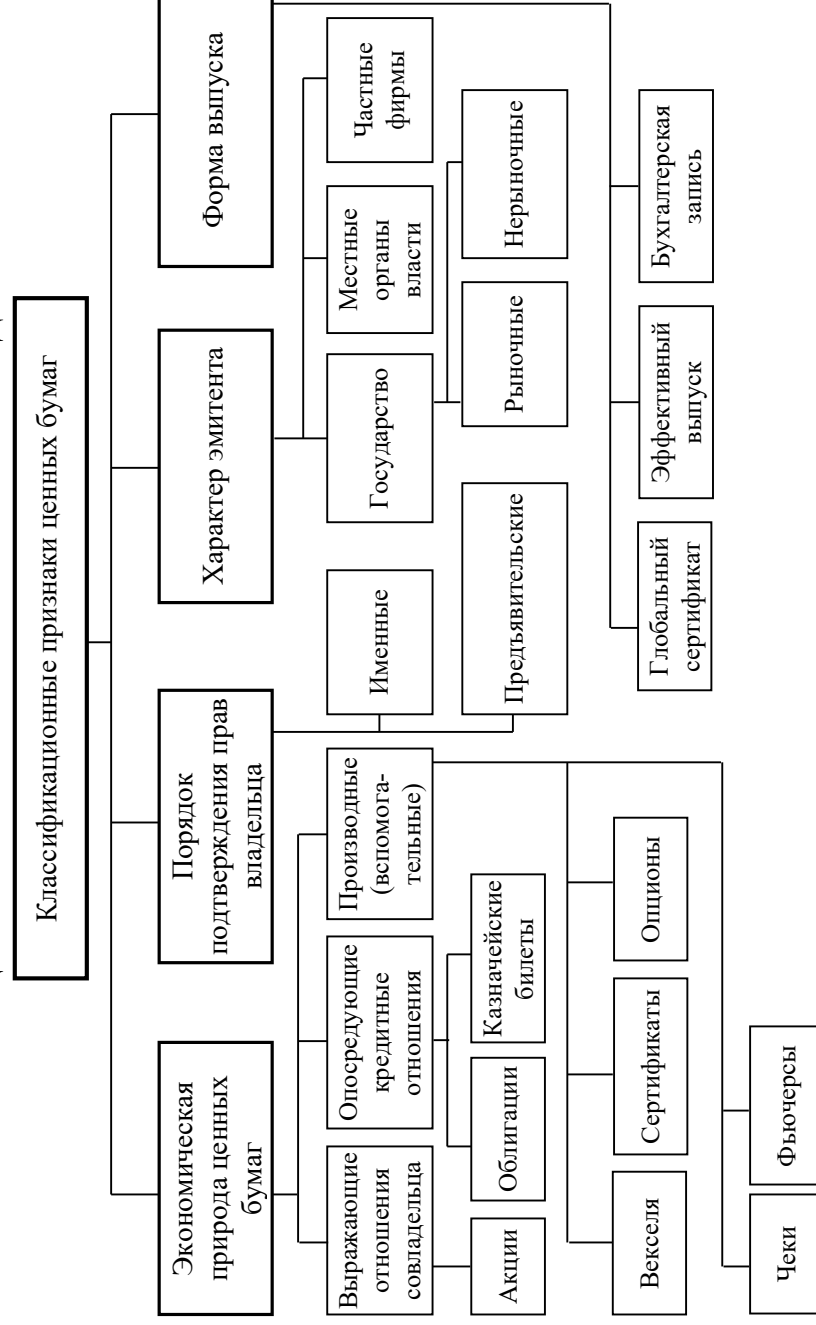 Классификационные признаки ценных бумаг
Экономическая
природа ценных
бумаг
Порядок
подтверждения прав
владельца
Характер эмитента
Форма выпуска
Выражающие
отношения
совладельца
Опосредующие
кредитные
отношения
Производные
(вспомога-
тельные)
Именные
Государство
Местные
органы
власти
Частные
фирмы
Акции
Облигации
Казначейские
билеты
Предъявительские
Рыночные
Нерыночные
Векселя
Сертификаты
Опционы
Глобальный
сертификат
Эффективный
выпуск
Бухгалтерская
запись
Чеки
Фьючерсы